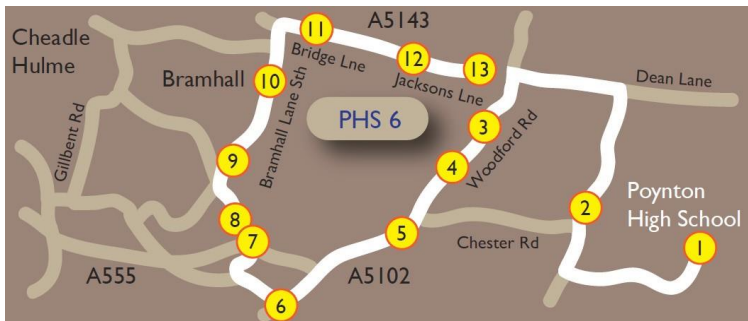 A5143
Cheadle
Hulme
11
Bridge Lne
12
Jacksons Lne
13
Bramhall
10
Bramhall Lane Sth
Dean Lane
PHS 6
3
Woodford Rd
4
Gillbent Rd
9
8
7
5
2
Poynton
High School
1
Chester Rd
A555
A5102
6